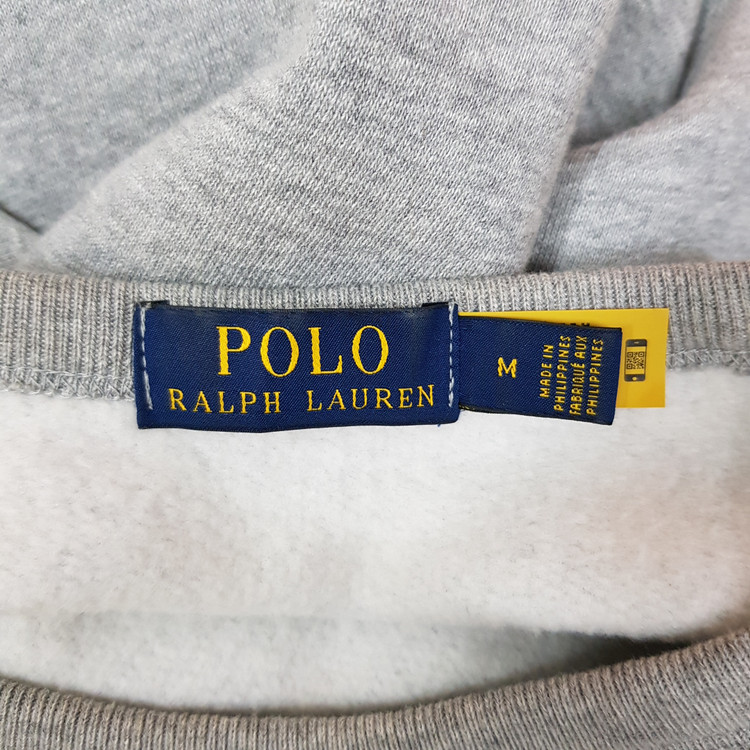 POLO
RALPH LAUREN
M
MADE IN
PHILIPPINES
FABRIQUÉ AUX
PHILIPPINES